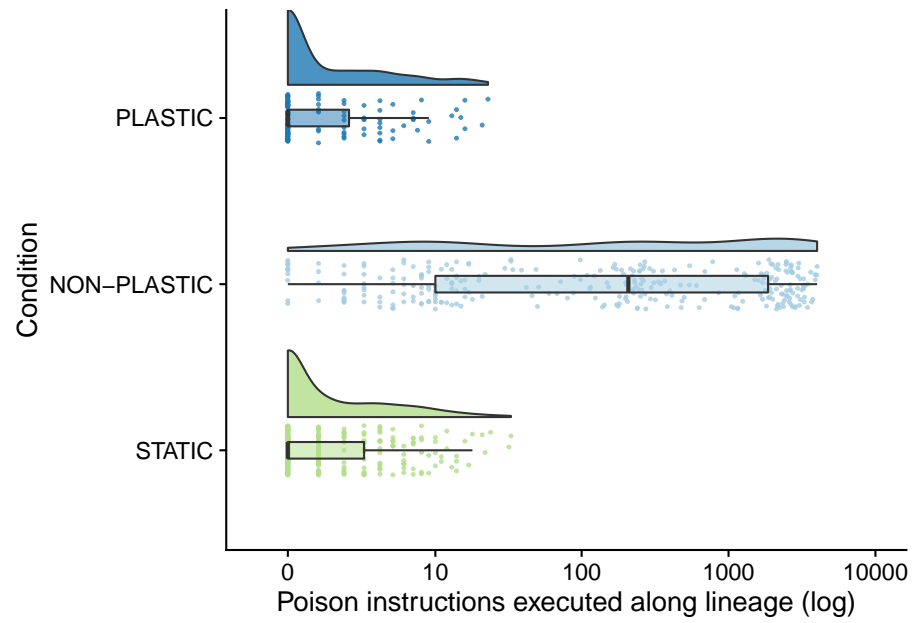 PLASTIC
NON−PLASTIC
STATIC
Condition
0 10 100 1000 10000
Poison instructions executed along lineage (log)